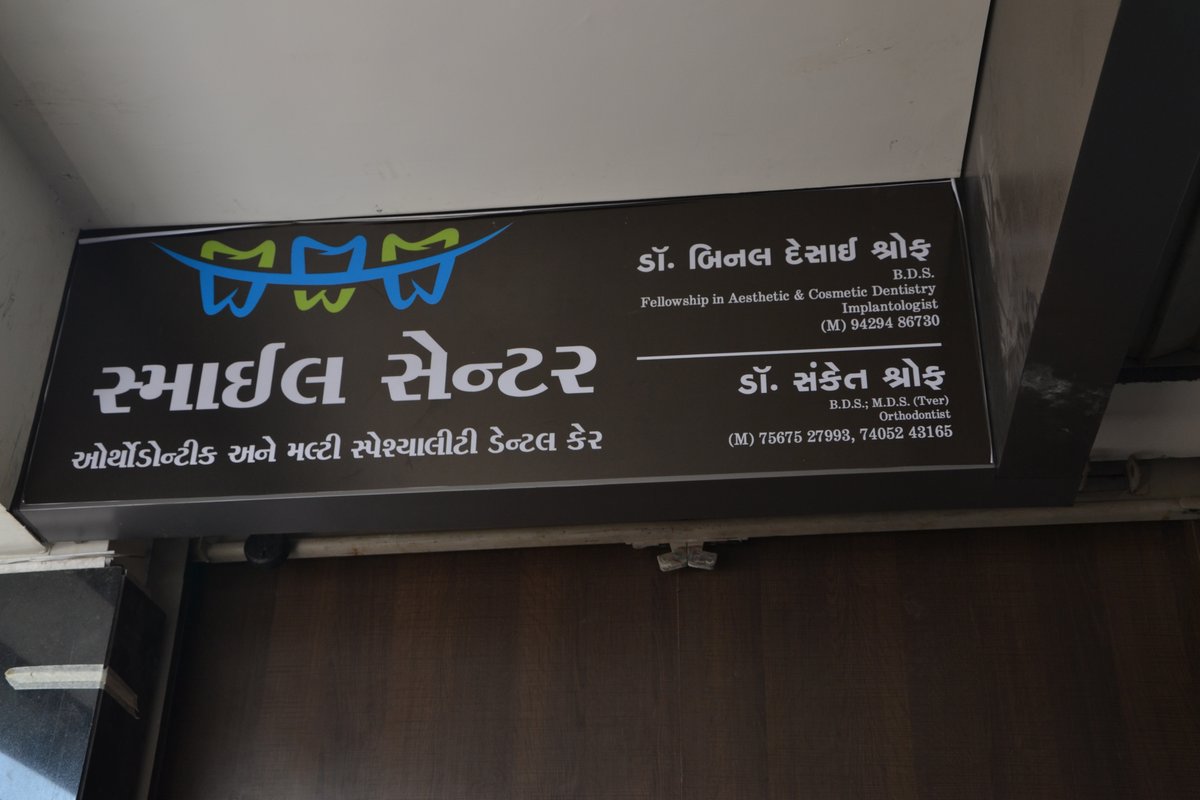 સ્માઈલ સેન્ટર
ઓર્થોડોન્ટીક અને મલ્ટી સ્પેશ્યાલીટી ડેન્ટલ કેર
ડૉ. બિનલ દેસાઈ શ્રોફ
B.D.S.
Fellowship in Aesthetic & Cosmetic Dentistry
Implantologist
(M) 94294 86730
ડૉ. સંકેત શ્રોફ
B.D.S.; M.D.S. (Tver)
Orthodontist
(M) 75675 27993, 74052 43165